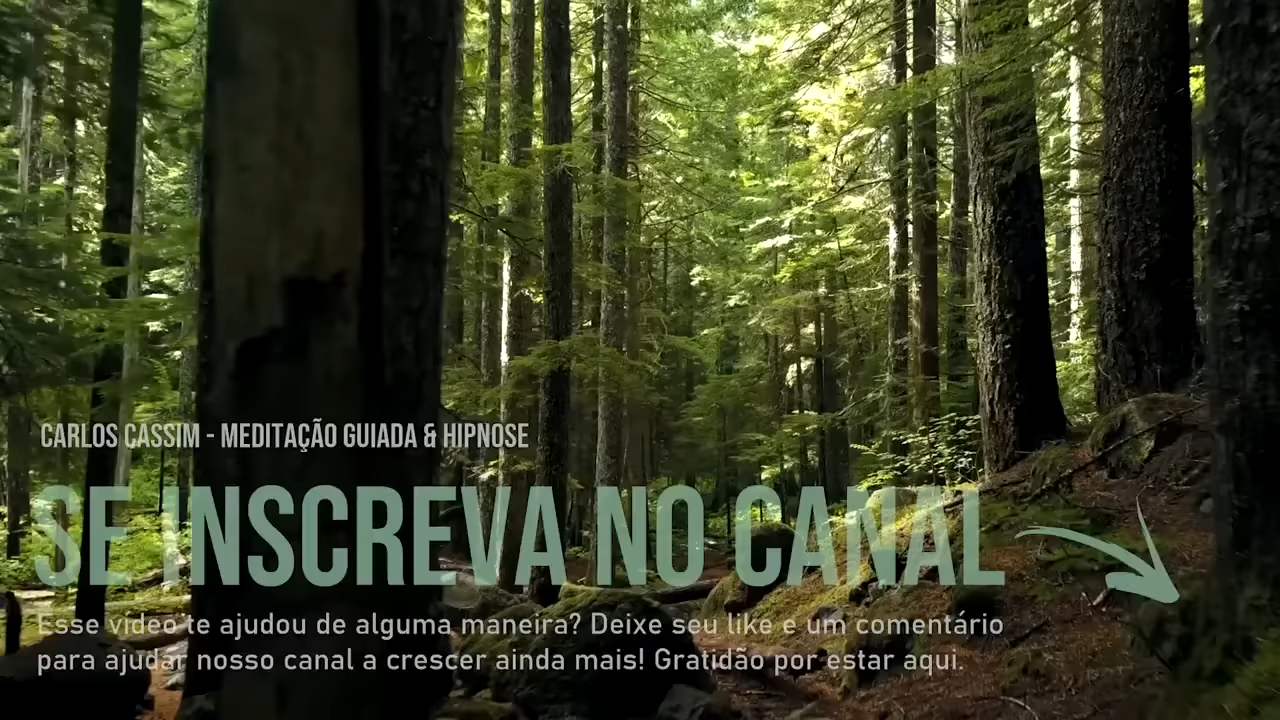 CARLOS CASSIM - MEDITAÇÃO GUIADA & HIPNOSE
SE INSCREVA NO CANAL
Esse video te ajudou de alguma maneira? Deixe seu like e um comentário
para ajudar nosso canal a crescer ainda mais! Gratidão por estar aqui.